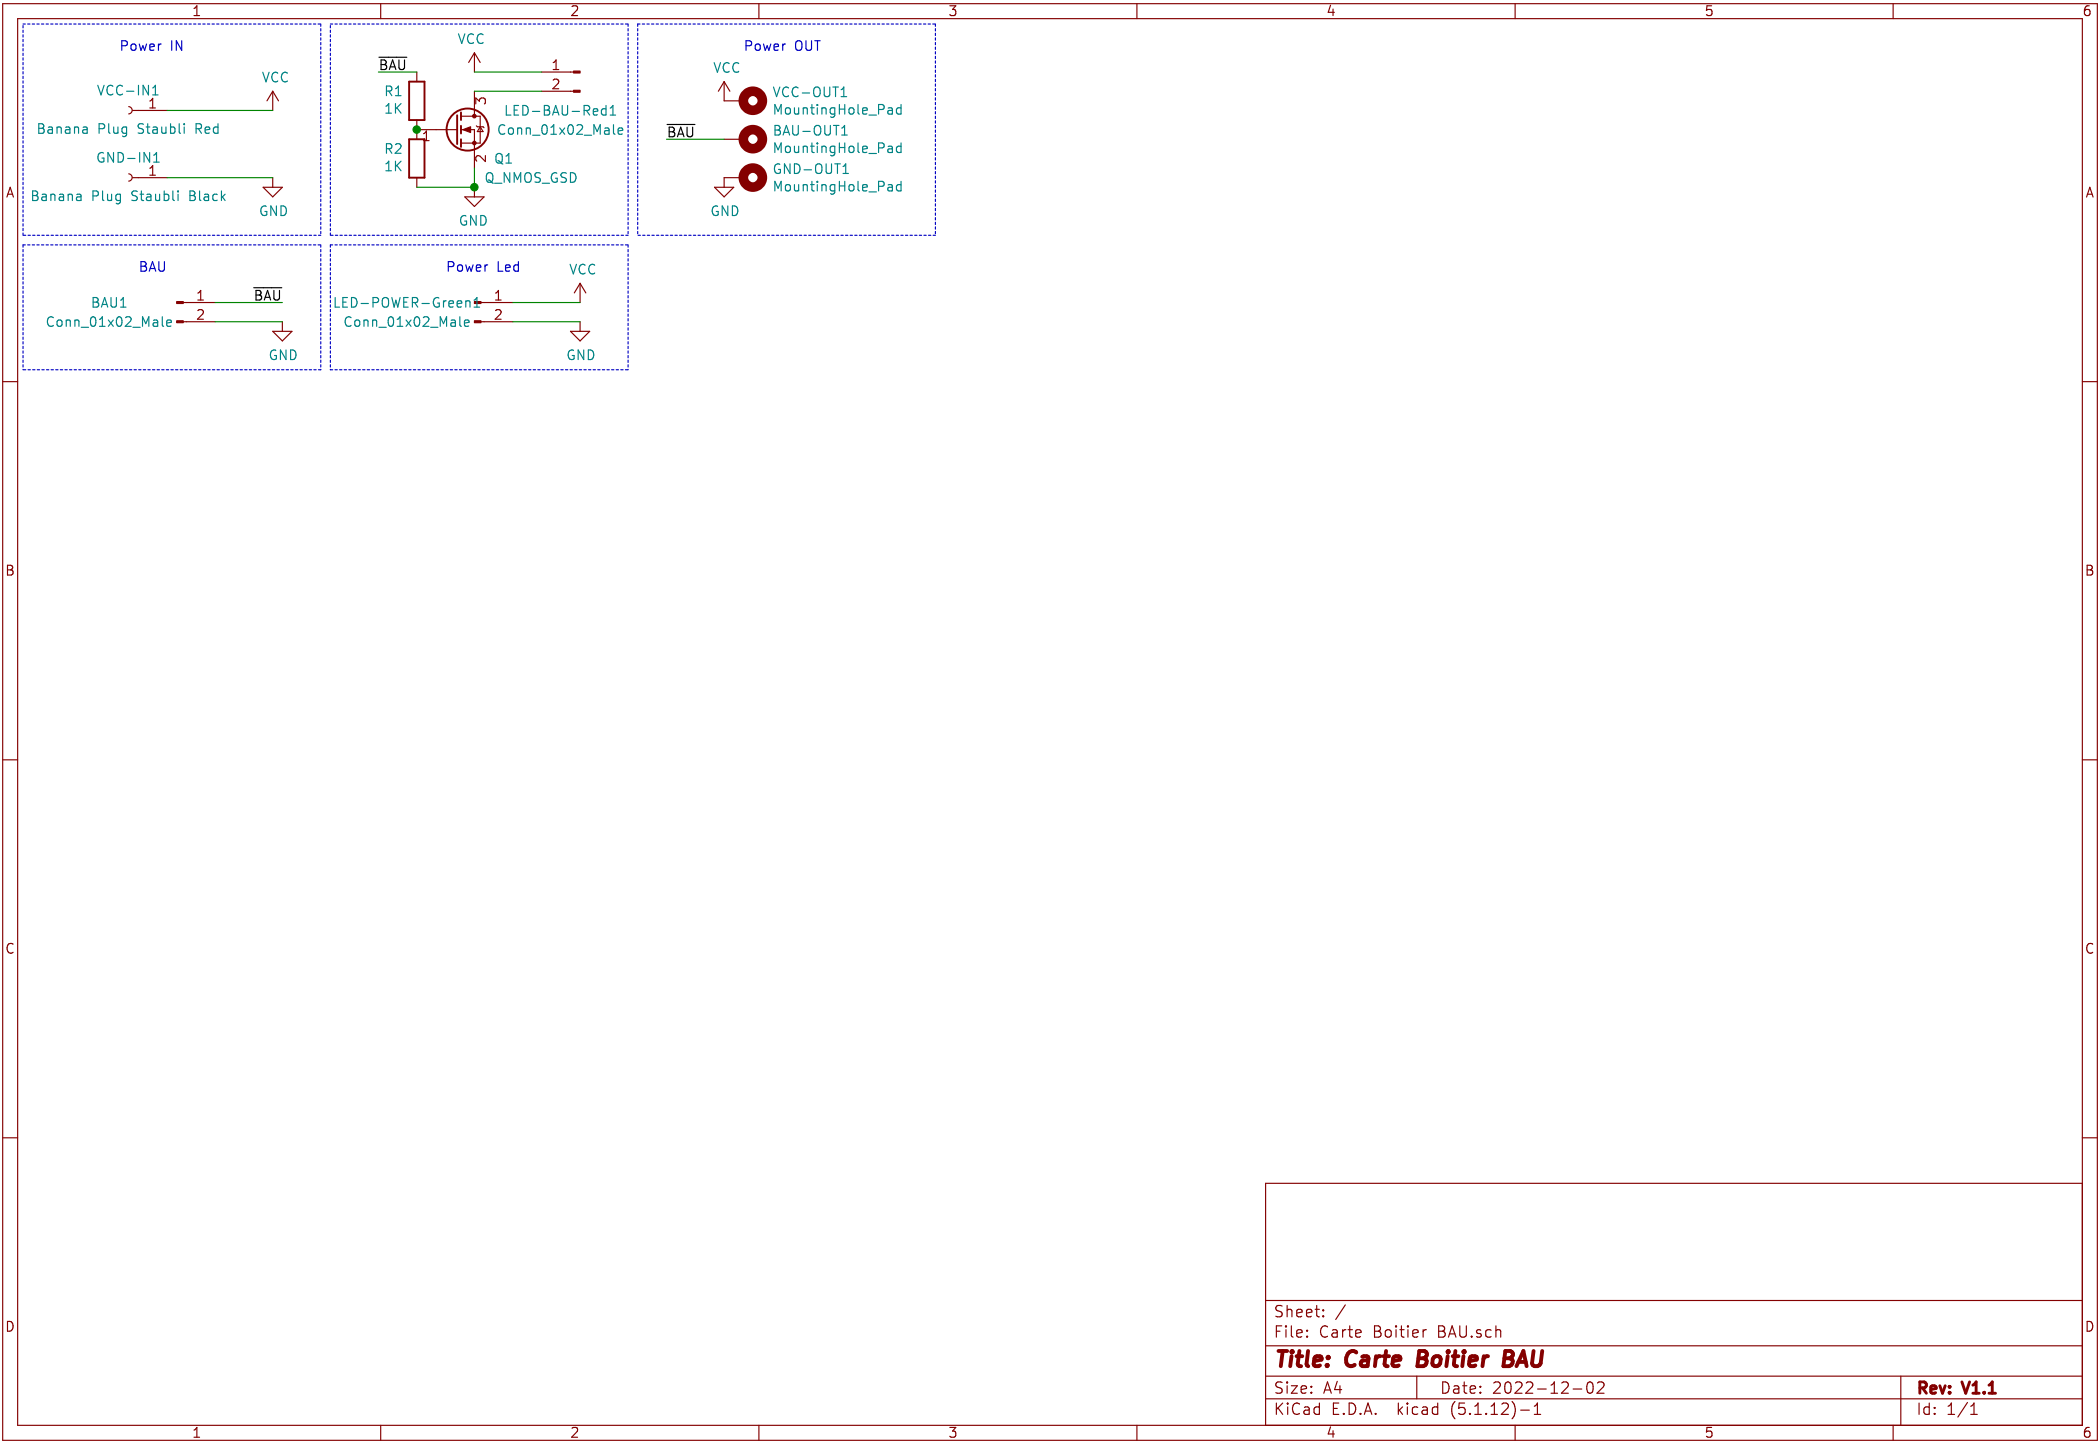 1 2 3 4 5 6
Power IN
VCC
VCC-IN1
1
Banana Plug Staubli Red
GND-IN1
1
Banana Plug Staubli Black
GND
VCC
BAU
1
2
R1
1K
3
LED-BAU-Red1
Conn_01x02_Male
1
R2
1K
2
Q1
Q_NMOS_GSD
GND
Power OUT
VCC
VCC-OUT1
MountingHole_Pad
BAU
BAU-OUT1
MountingHole_Pad
GND-OUT1
MountingHole_Pad
GND
A A
BAU
BAU1
1
BAU
Conn_01x02_Male
2
GND
Power Led
VCC
LED-POWER-Green1
1
Conn_01x02_Male
2
GND
B B
C C
D D
Sheet: /
File: Carte Boitier BAU.sch
Title: Carte Boitier BAU
Size: A4 Date: 2022-12-02 Rev: V1.1
KiCad E.D.A. kicad (5.1.12)-1 Id: 1/1
1 2 3 4 5 6